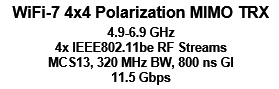 WiFi-7 4x4 Polarization MIMO TRX
4.9-6.9 GHz
4x IEEE802.11be RF Streams
MCS13, 320 MHz BW, 800 ns GI
11.5 Gbps